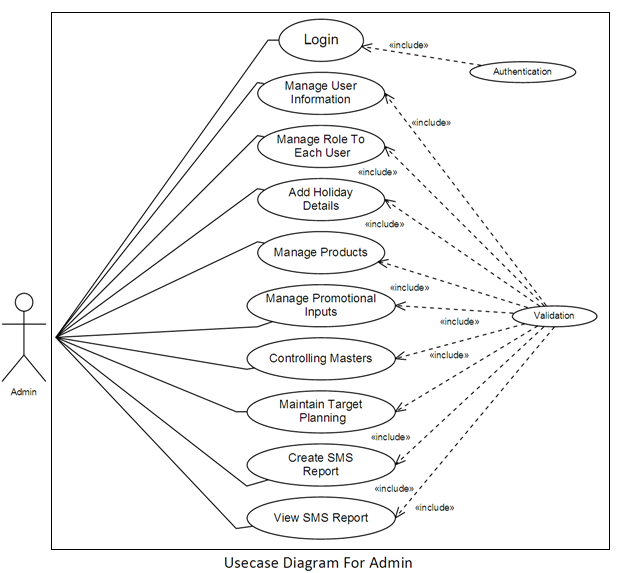 Login
«include»
Authentication
Manage User
Information
«include»
Manage Role To
Each User
«include»
Add Holiday
Details
«include»
Manage Products
«include»
Manage Promotional
Inputs
«include»
Validation
Controlling Masters
«include»
Admin
Maintain Target
Planning
«include»
Create SMS
Report
«include»
View SMS Report
«include»
Usecase Diagram For Admin